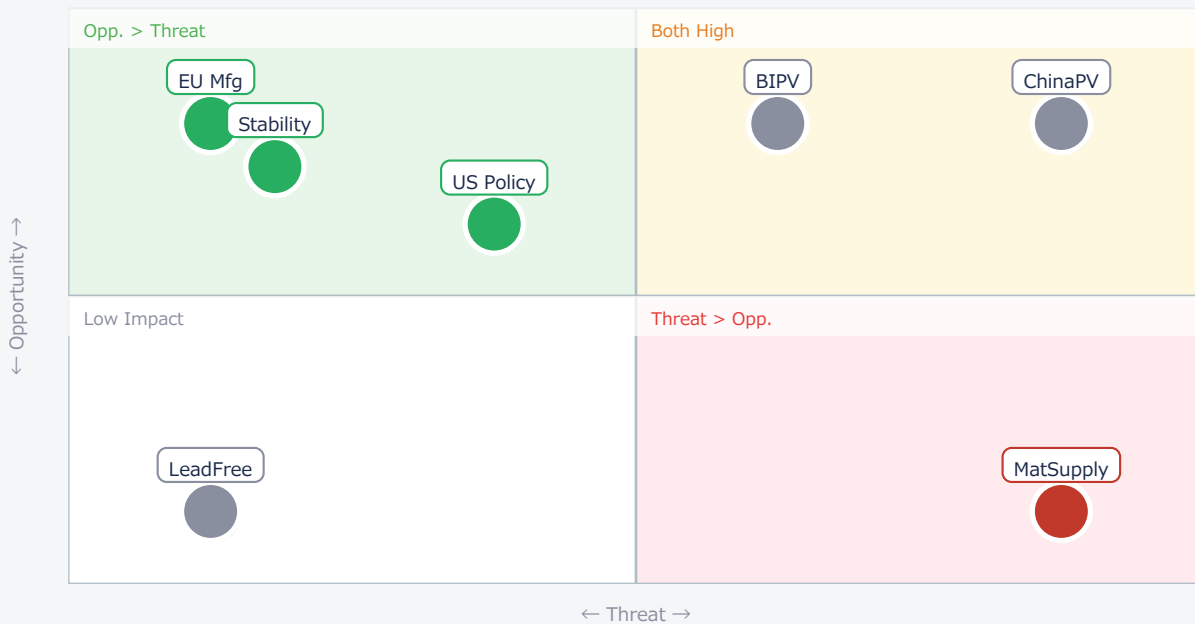 Opp. > Threat
Both High
EU Mfg
Stability
US Policy
BIPV
ChinaPV
← Opportunity →
Low Impact
Threat > Opp.
LeadFree
MatSupply
← Threat →